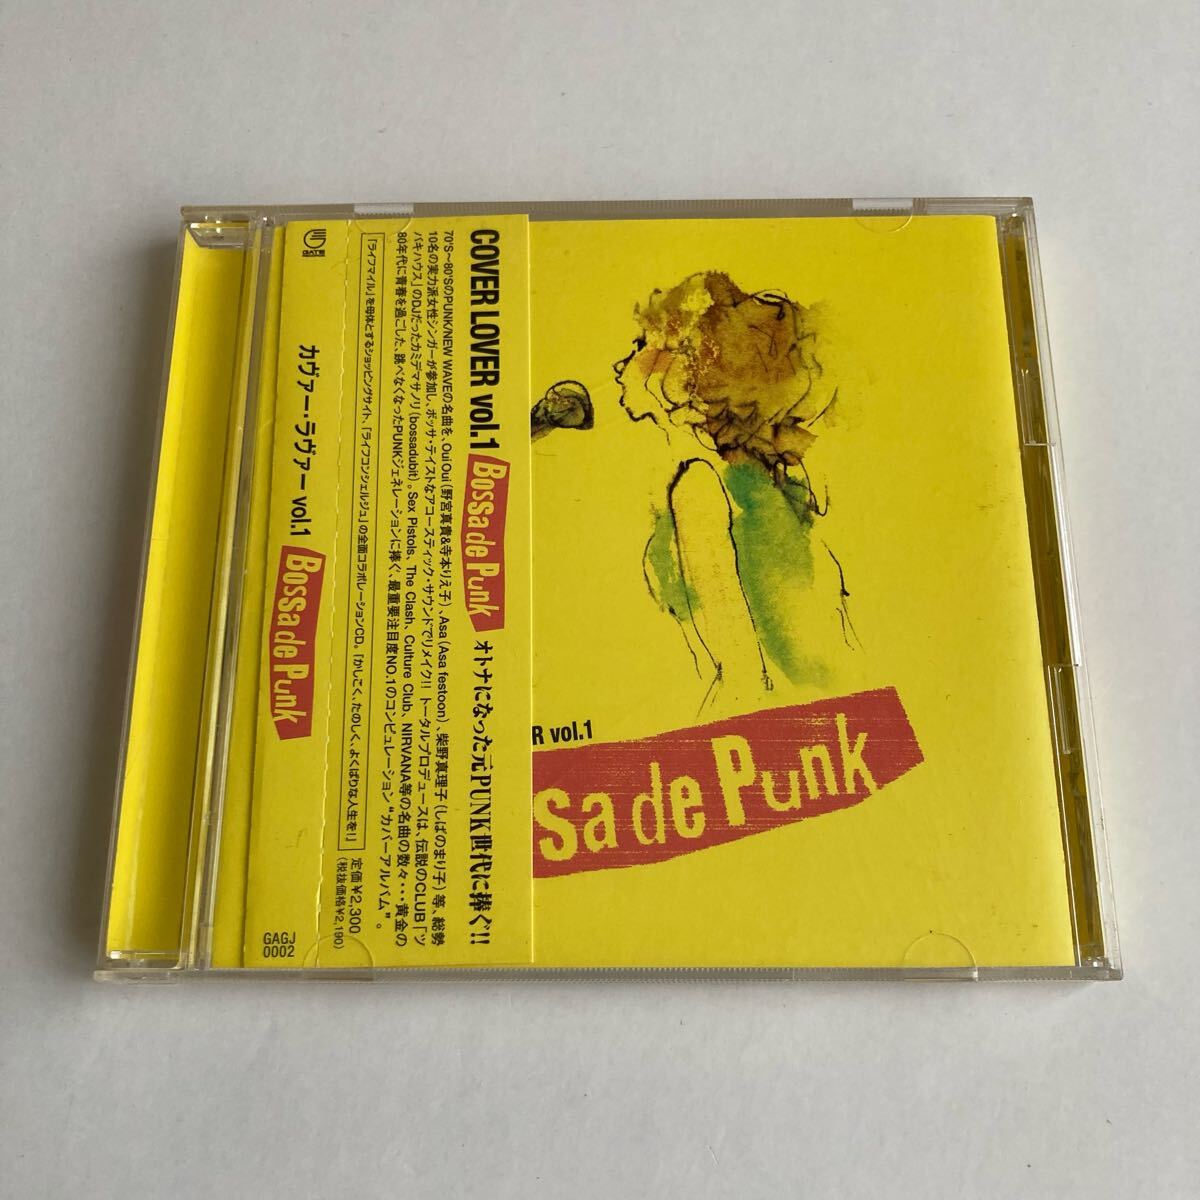 COVER LOVER vol.1 Bossa de Punk オトナになった元PUNK世代に捧ぐ!!
70'S〜80'SのPUNK/NEW WAVEの名曲を、Oui Oui（野宮真貴&寺本りえ子）、Asa（Asa festoon）、柴野真理子（しばのまり子）等、総勢
10名の実力派女性シンガーが参加し、ボッサ・テイストなアコースティック・サウンドでリメイク!! トータルプロデュースは、伝説のCLUB「ツ
バキハウス」のDJだったカミデマサノリ(bossadubit)。Sex Pistols、The Clash、Culture Club、NIRVANA等の名曲の数々・・・黄金の
80年代に青春を過ごした、跳べなくなったPUNKジェネレーションに捧ぐ、最重要注目度NO.1のコンピュレーション“カバーアルバム”。
「ライフマイル」を母体とするショッピングサイト、「ライフコンシェルジュ」の全面コラボレーションCD。「かしこく、たのしく、よくばりな人生を!」
定価¥2,300
(税抜価格¥2,190)
GATE
カヴァー・ラヴァー vol.1 Bossa de Punk
GAGJ
0002
R vol.1
sa de Punk